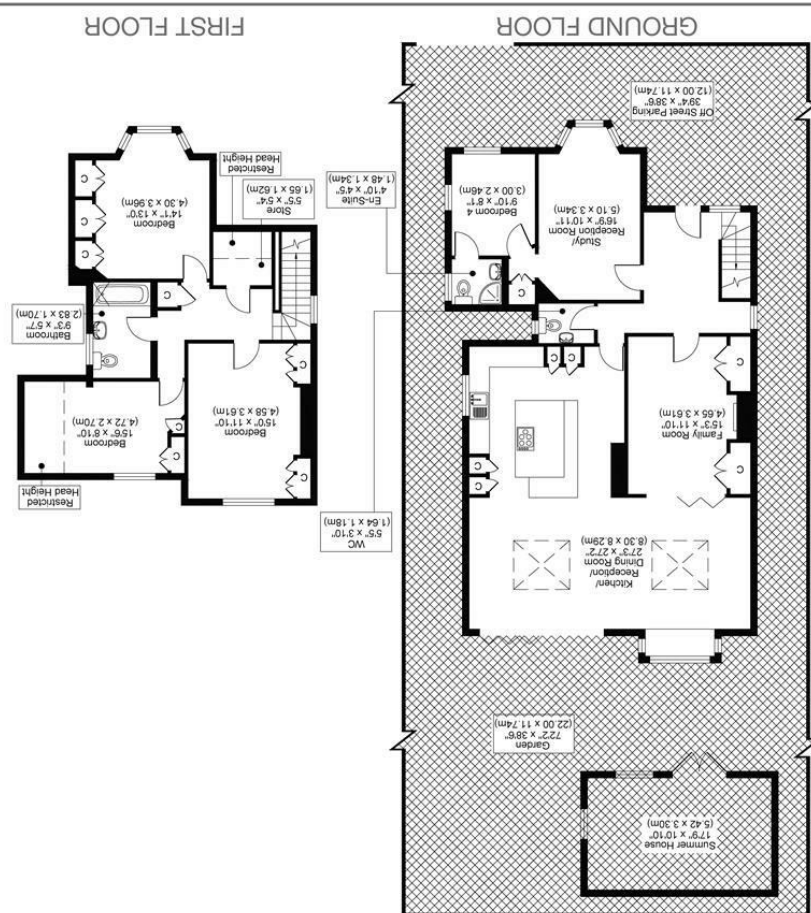 Summer House
17'9" x 10'10"
(5.42 x 3.30m)
Garden
72'2" x 38'6"
(22.00 x 11.74m)
Kitchen/
Reception/
Dining Room
27'3" x 27'2"
(8.30 x 8.29m)
C
C
C
Family Room
15'3" x 11'10"
(4.65 x 3.61m)
C
C
C
WC
5'5" x 3'10"
(1.64 x 1.18m)
C
Study/
Reception Room
16'9" x 10'11"
(5.10 x 3.34m)
Bedroom 4
9'10" x 8'1"
(3.00 x 2.46m)
En-Suite
4'10" x 4'5"
(1.48 x 1.34m)
Off Street Parking
39'4" x 38'6"
(12.00 x 11.74m)
GROUND FLOOR
Restricted
Head Height
C
Bedroom
15'0" x 11'10"
(4.58 x 3.61m)
C
C
Bedroom
15'6" x 8'10"
(4.72 x 2.70m)
C
Bathroom
9'3" x 5'7"
(2.83 x 1.70m)
C
Store
5'5" x 5'4"
(1.65 x 1.62m)
Restricted
Head Height
Bedroom
14'1" x 13'0"
(4.30 x 3.96m)
C
C
C
FIRST FLOOR